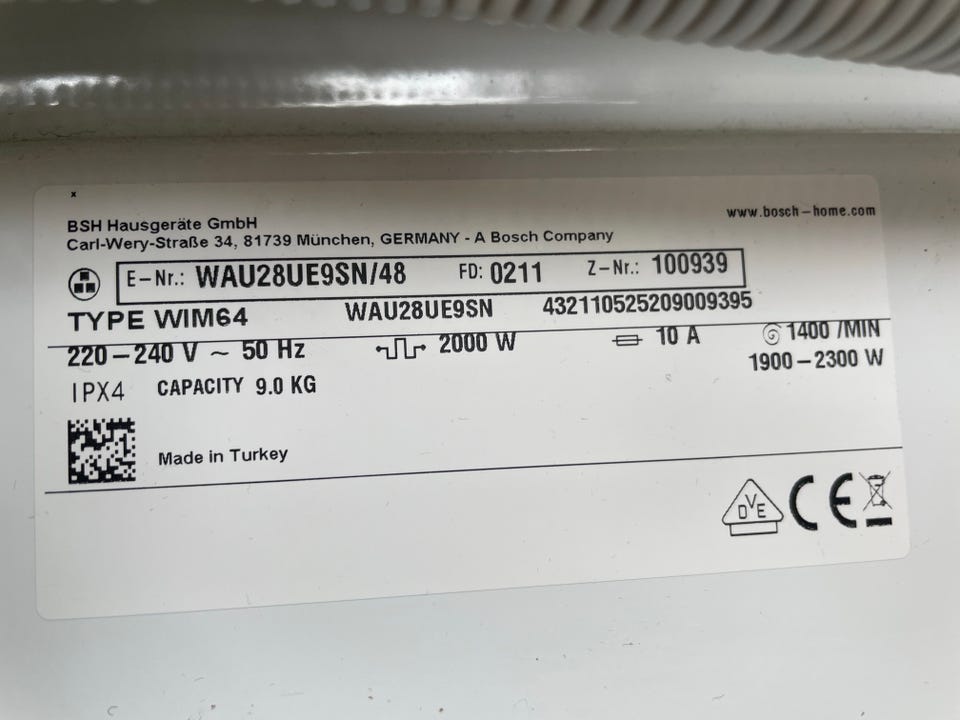 x
BSH Hausgeräte GmbH
www.bosch-home.com
Carl-Wery-Straße 34, 81739 München, GERMANY - A Bosch Company
E-Nr.: WAU28UE9SN/48 FD: 0211 Z-Nr.: 100939
TYPE WIM64 WAU28UE9SN 432110525209009395
220-240 V ~ 50 Hz 2000 W 10 A 1400 /MIN
1900-2300 W
IPX4 CAPACITY 9.0 KG
Made in Turkey
DVE
CE